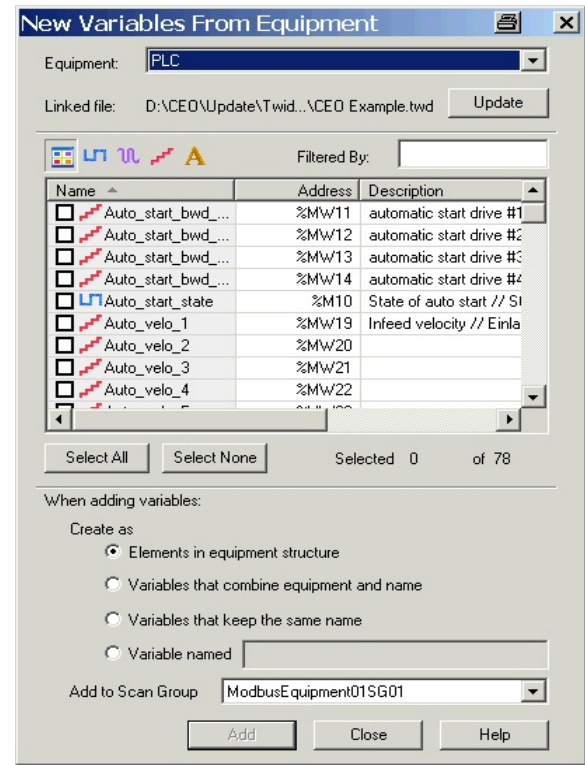 New Variables From Equipment
Equipment: PLC
Linked file: D:\CEO\Update\Twid...\CEO Example.twd Update
A Filtered By:
Name Address Description
Auto_start_bwd_... %MW11 automatic start drive #1
Auto_start_bwd_... %MW12 automatic start drive #2
Auto_start_bwd_... %MW13 automatic start drive #3
Auto_start_bwd_... %MW14 automatic start drive #4
Auto_start_state %M10 State of auto start // St
Auto_velo_1 %MW19 Infeed velocity // Einla
Auto_velo_2 %MW20
Auto_velo_3 %MW21
Auto_velo_4 %MW22
Select All Select None Selected 0 of 78
When adding variables:
Create as
Elements in equipment structure
Variables that combine equipment and name
Variables that keep the same name
Variable named
Add to Scan Group ModbusEquipment01SG01
Add Close Help